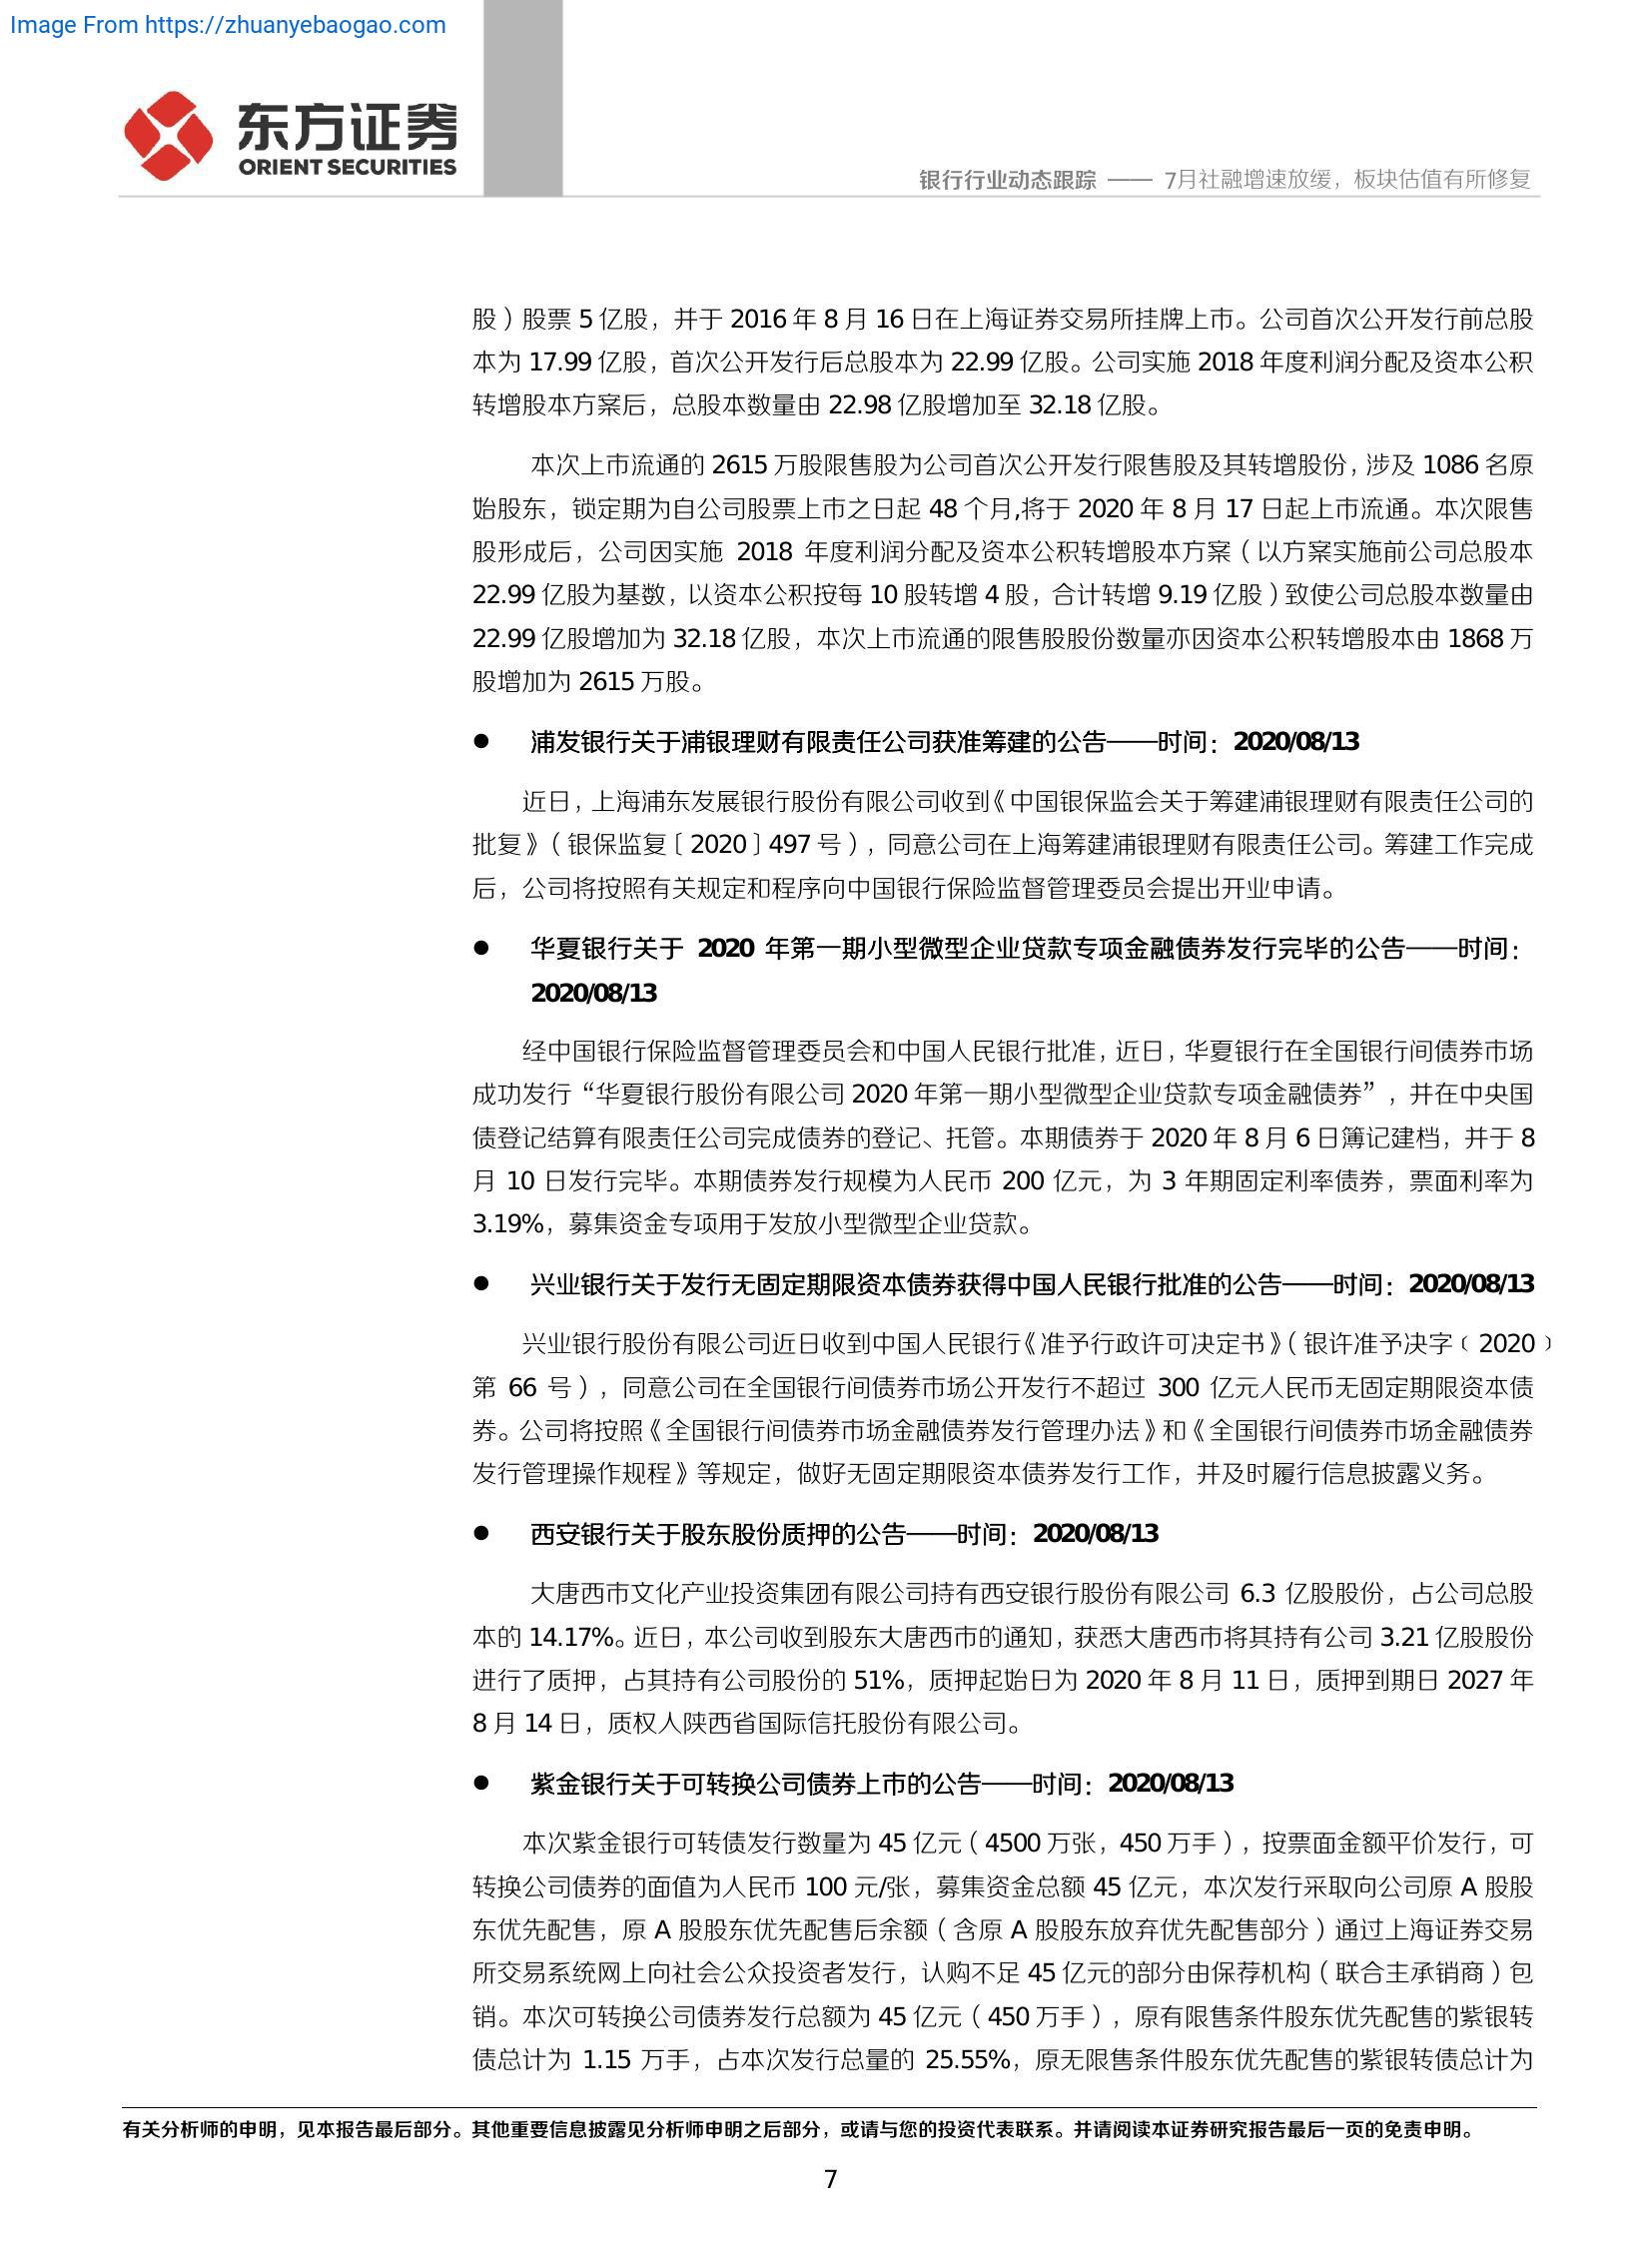 Image From https://zhuanyebaogao.com
东方证券
ORIENT SECURITIES
银行行业动态跟踪 —— 7月社融增速放缓，板块估值有所修复
股）股票 5 亿股，并于 2016 年 8 月 16 日在上海证券交易所挂牌上市。公司首次公开发行前总股
本为 17.99 亿股，首次公开发行后总股本为 22.99 亿股。公司实施 2018 年度利润分配及资本公积
转增股本方案后，总股本数量由 22.98 亿股增加至 32.18 亿股。
本次上市流通的 2615 万股限售股为公司首次公开发行限售股及其转增股份，涉及 1086 名原
始股东，锁定期为自公司股票上市之日起 48 个月,将于 2020 年 8 月 17 日起上市流通。本次限售
股形成后，公司因实施 2018 年度利润分配及资本公积转增股本方案（以方案实施前公司总股本
22.99 亿股为基数，以资本公积按每 10 股转增 4 股，合计转增 9.19 亿股）致使公司总股本数量由
22.99 亿股增加为 32.18 亿股，本次上市流通的限售股股份数量亦因资本公积转增股本由 1868 万
股增加为 2615 万股。
● 浦发银行关于浦银理财有限责任公司获准筹建的公告——时间：2020/08/13
近日，上海浦东发展银行股份有限公司收到《中国银保监会关于筹建浦银理财有限责任公司的
批复》（银保监复〔2020〕497 号），同意公司在上海筹建浦银理财有限责任公司。筹建工作完成
后，公司将按照有关规定和程序向中国银行保险监督管理委员会提出开业申请。
● 华夏银行关于 2020 年第一期小型微型企业贷款专项金融债券发行完毕的公告——时间：
2020/08/13
经中国银行保险监督管理委员会和中国人民银行批准，近日，华夏银行在全国银行间债券市场
成功发行“华夏银行股份有限公司 2020 年第一期小型微型企业贷款专项金融债券”，并在中央国
债登记结算有限责任公司完成债券的登记、托管。本期债券于 2020 年 8 月 6 日簿记建档，并于 8
月 10 日发行完毕。本期债券发行规模为人民币 200 亿元，为 3 年期固定利率债券，票面利率为
3.19%，募集资金专项用于发放小型微型企业贷款。
● 兴业银行关于发行无固定期限资本债券获得中国人民银行批准的公告——时间：2020/08/13
兴业银行股份有限公司近日收到中国人民银行《准予行政许可决定书》（银许准予决字﹝2020﹞
第 66 号），同意公司在全国银行间债券市场公开发行不超过 300 亿元人民币无固定期限资本债
券。公司将按照《全国银行间债券市场金融债券发行管理办法》和《全国银行间债券市场金融债券
发行管理操作规程》等规定，做好无固定期限资本债券发行工作，并及时履行信息披露义务。
● 西安银行关于股东股份质押的公告——时间：2020/08/13
大唐西市文化产业投资集团有限公司持有西安银行股份有限公司 6.3 亿股股份，占公司总股
本的 14.17%。近日，本公司收到股东大唐西市的通知，获悉大唐西市将其持有公司 3.21 亿股股份
进行了质押，占其持有公司股份的 51%，质押起始日为 2020 年 8 月 11 日，质押到期日 2027 年
8 月 14 日，质权人陕西省国际信托股份有限公司。
● 紫金银行关于可转换公司债券上市的公告——时间：2020/08/13
本次紫金银行可转债发行数量为 45 亿元（4500 万张，450 万手），按票面金额平价发行，可
转换公司债券的面值为人民币 100 元/张，募集资金总额 45 亿元，本次发行采取向公司原 A 股股
东优先配售，原 A 股股东优先配售后余额（含原 A 股股东放弃优先配售部分）通过上海证券交易
所交易系统网上向社会公众投资者发行，认购不足 45 亿元的部分由保荐机构（联合主承销商）包
销。本次可转换公司债券发行总额为 45 亿元（450 万手），原有限售条件股东优先配售的紫银转
债总计为 1.15 万手，占本次发行总量的 25.55%，原无限售条件股东优先配售的紫银转债总计为
有关分析师的申明，见本报告最后部分。其他重要信息披露见分析师申明之后部分，或请与您的投资代表联系。并请阅读本证券研究报告最后一页的免责申明。
7